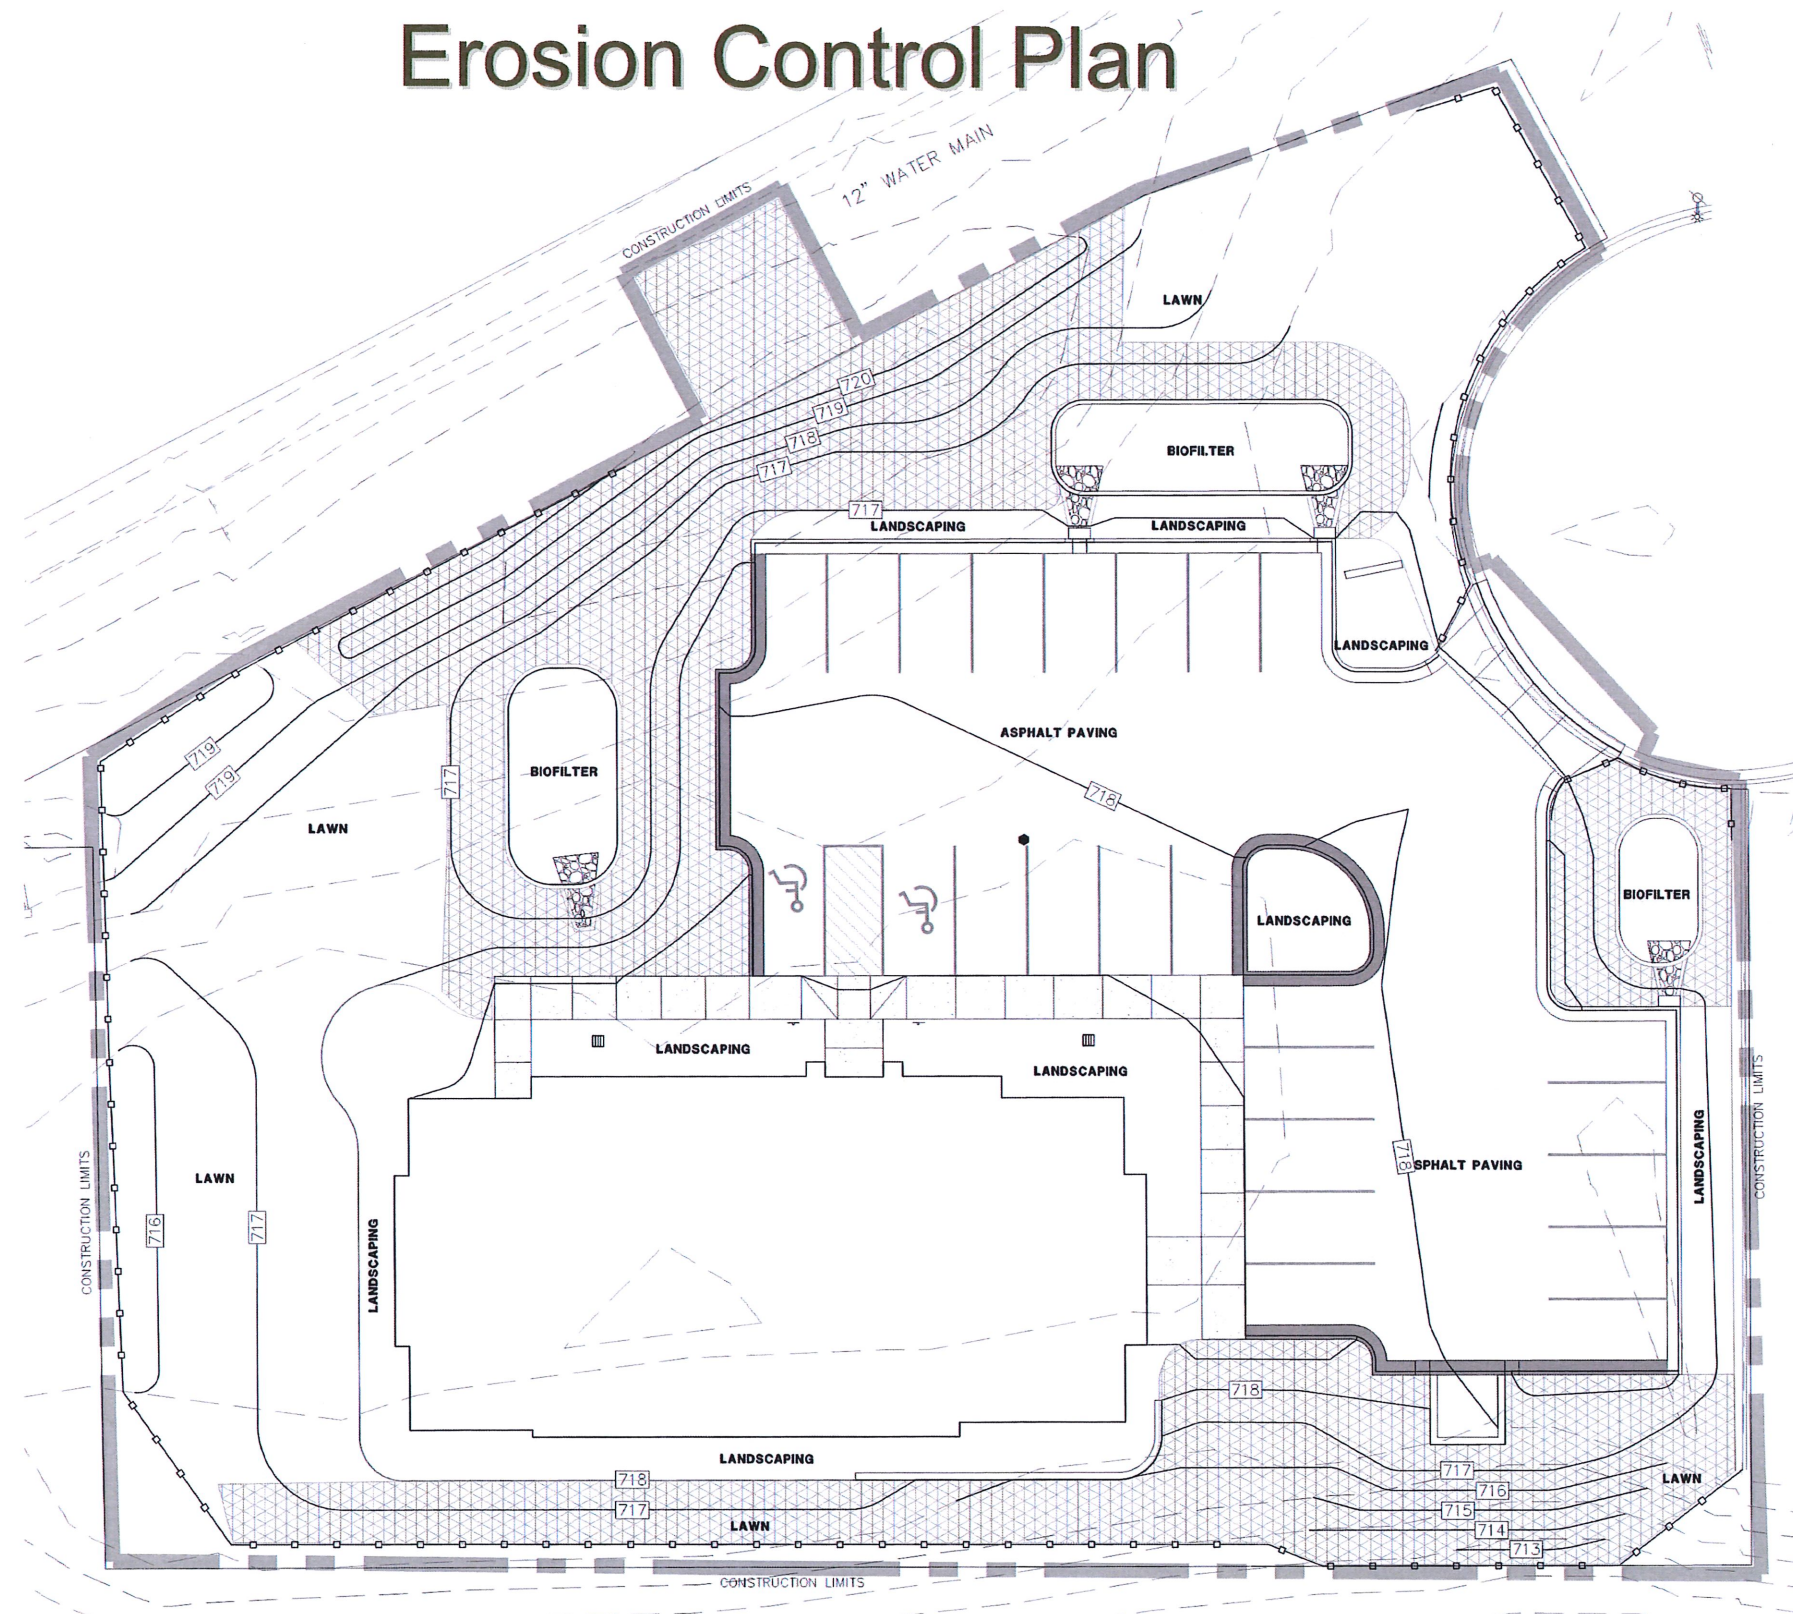 Erosion Control Plan
12" WATER MAIN
CONSTRUCTION LIMITS
LAWN
720
719
718
717
BIOFILTER
717
LANDSCAPING
LANDSCAPING
LANDSCAPING
719
719
ASPHALT PAVING
717
BIOFILTER
718
LAWN
BIOFILTER
LANDSCAPING
LANDSCAPING
LANDSCAPING
CONSTRUCTION LIMITS
LANDSCAPING
718
SPHALT PAVING
LAWN
716
717
CONSTRUCTION LIMITS
LANDSCAPING
718
LANDSCAPING
717
718
716
LAWN
717
715
LAWN
714
713
CONSTRUCTION LIMITS